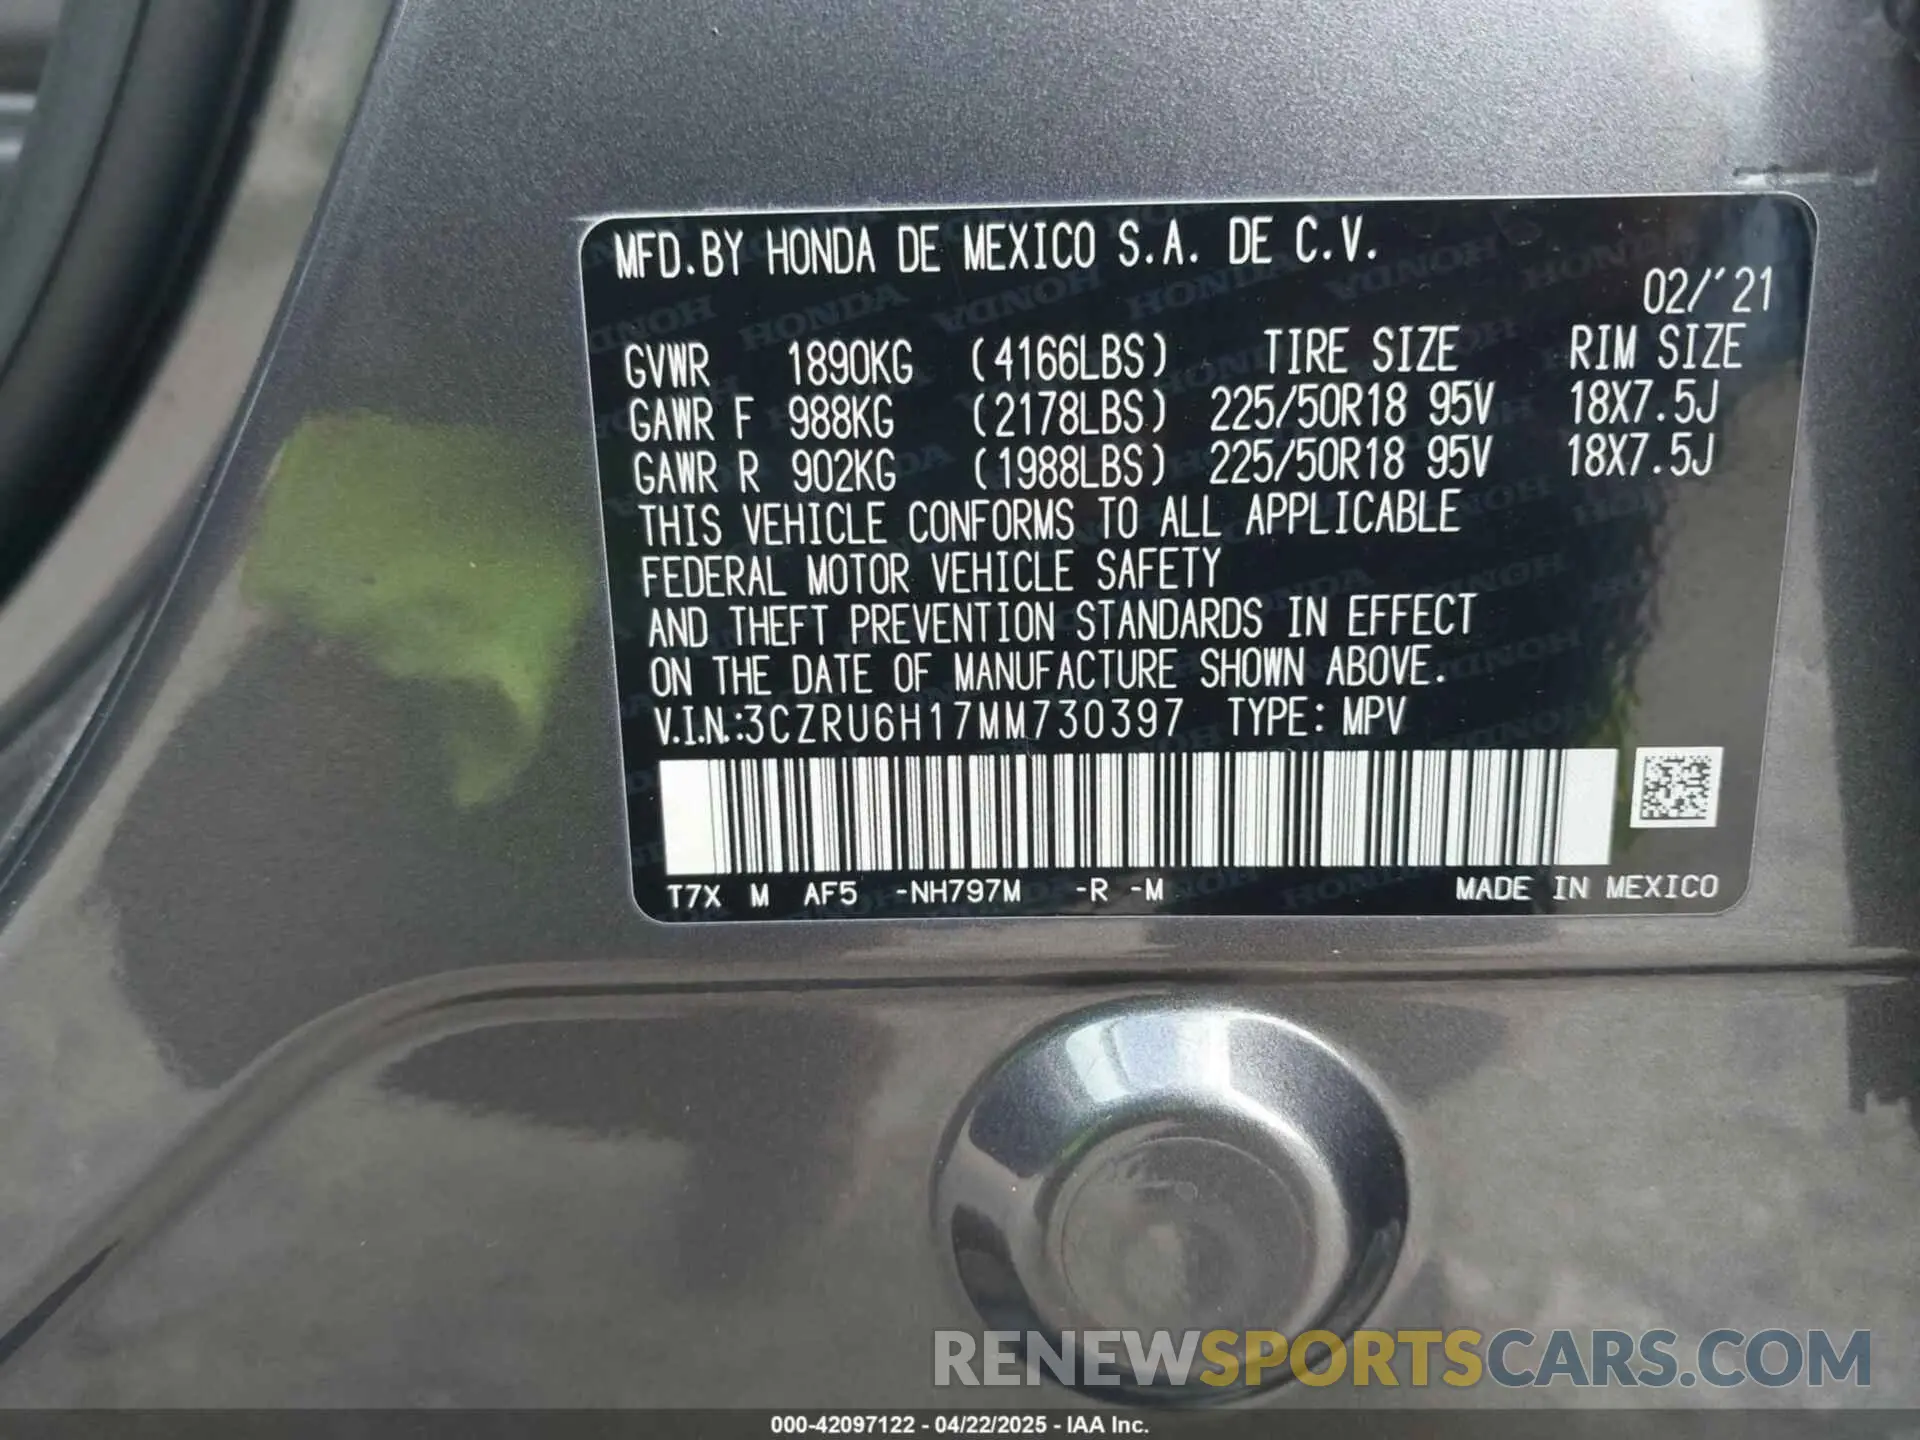 MFD.BY HONDA DE MEXICO S.A. DE C.V.
02/'21
GVWR 1890KG (4166LBS) TIRE SIZE RIM SIZE
GAWR F 988KG (2178LBS) 225/50R18 95V 18X7.5J
GAWR R 902KG (1988LBS) 225/50R18 95V 18X7.5J
THIS VEHICLE CONFORMS TO ALL APPLICABLE
FEDERAL MOTOR VEHICLE SAFETY
AND THEFT PREVENTION STANDARDS IN EFFECT
ON THE DATE OF MANUFACTURE SHOWN ABOVE.
V.I.N.:3CZRU6H17MM730397 TYPE: MPV
T7X M AF5 -NH797M -R -M MADE IN MEXICO
RENEWSPORTSCARS.COM
000-42097122 - 04/22/2025 - IAA Inc.